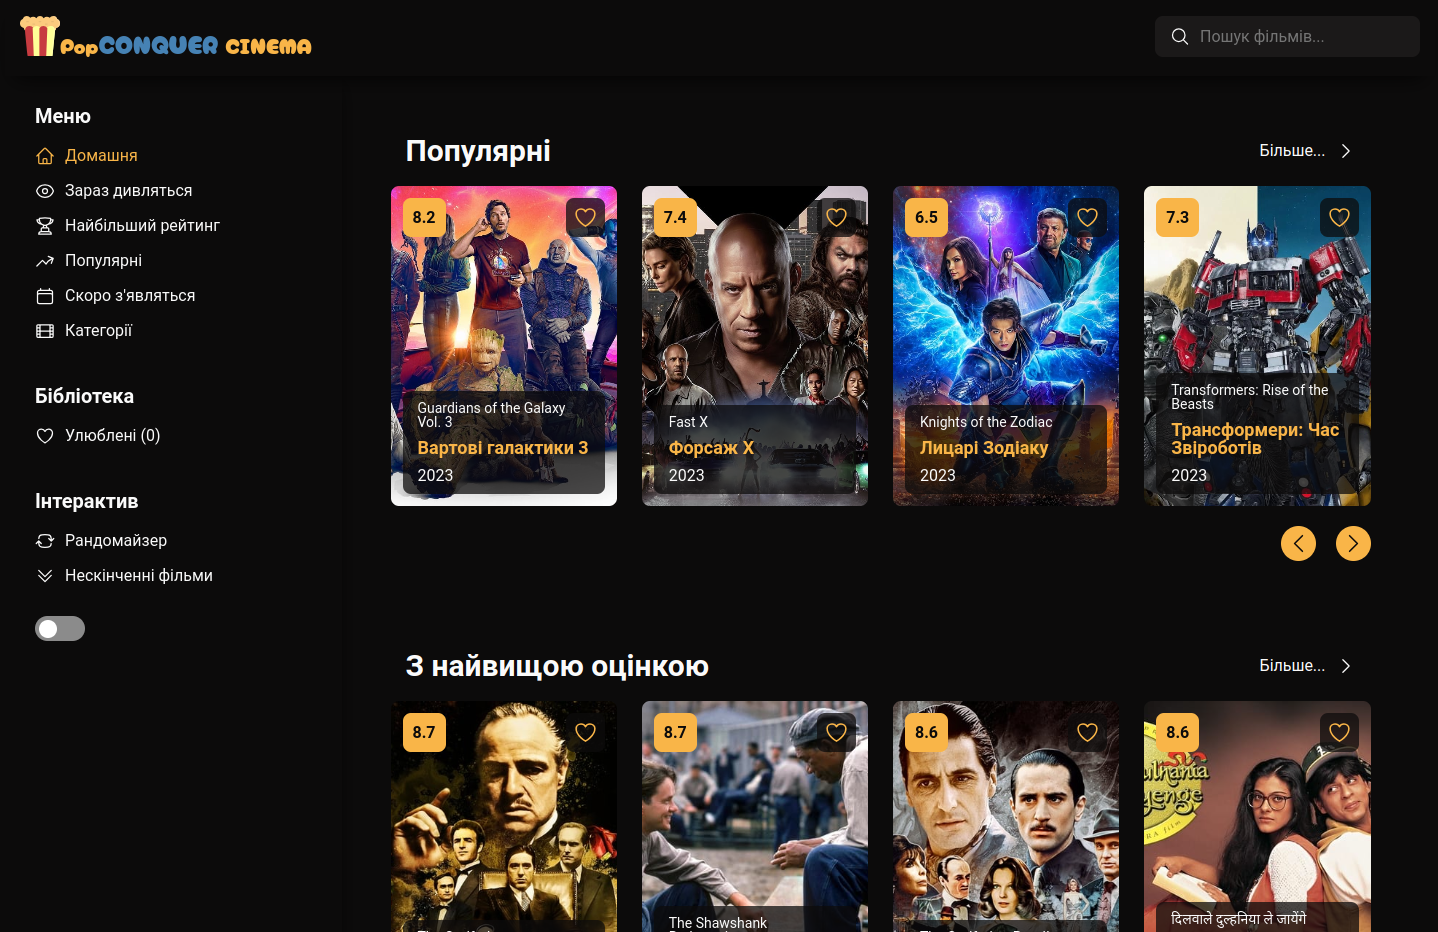 PopCONQUER CINEMA
Пошук фільмів...
Меню
Домашня
Зараз дивляться
Найбільший рейтинг
Популярні
Скоро з'являться
Категорії
Бібліотека
Улюблені (0)
Інтерактив
Рандомайзер
Нескінченні фільми
Популярні
Більше...
8.2
Guardians of the Galaxy
Vol. 3
Вартові галактики 3
2023
7.4
Fast X
Форсаж X
2023
6.5
Knights of the Zodiac
Лицарі Зодіаку
2023
7.3
Transformers: Rise of the
Beasts
Трансформери: Час
Звіроботів
2023
З найвищою оцінкою
Більше...
8.7
8.7
The Shawshank
8.6
8.6
दिलवाले दुल्हनिया ले जायेंगे